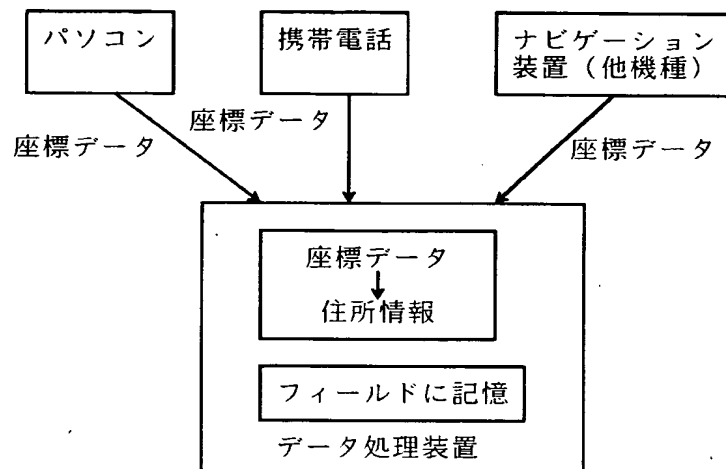 パソコン
携帯電話
ナビゲーション
装置（他機種）
座標データ
座標データ
座標データ
座標データ
住所情報
フィールドに記憶
データ処理装置